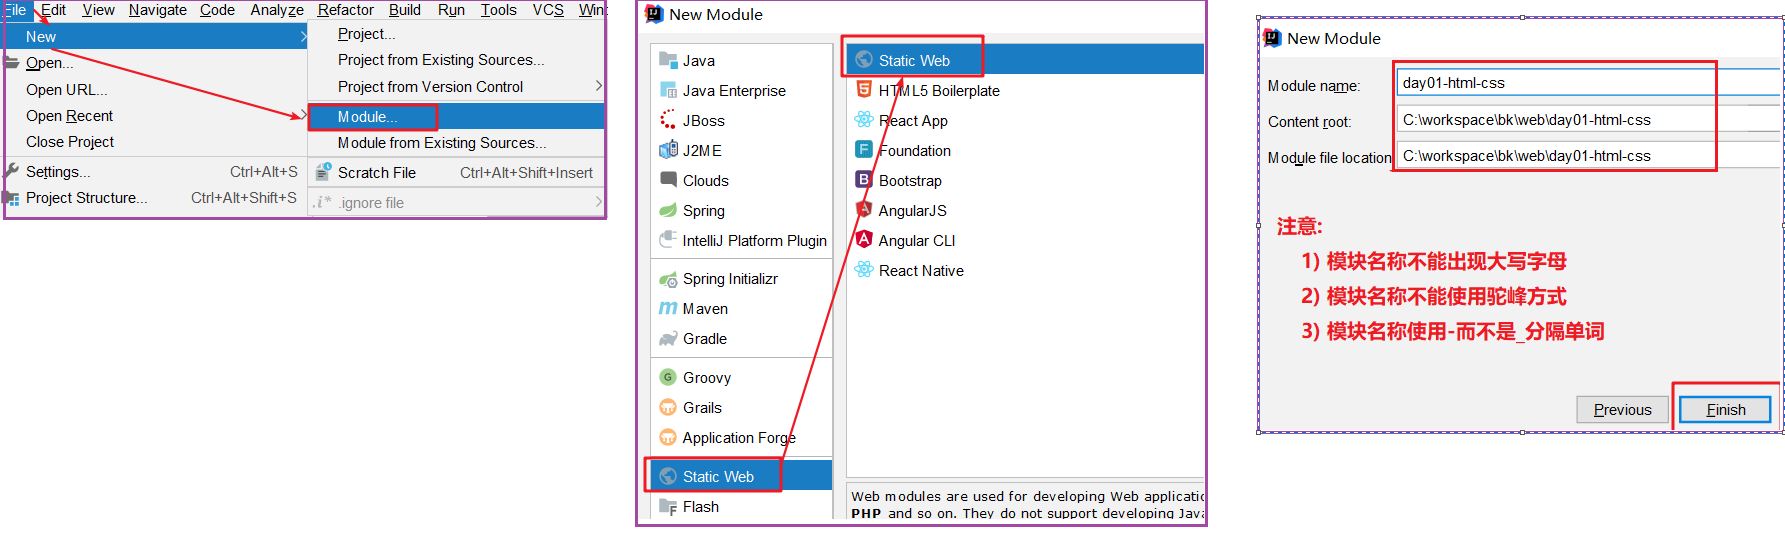 File Edit View Navigate Code Analyze Refactor Build Run Tools VCS
New
Open...
Open URL...
Open Recent
Close Project
Settings... Ctrl+Alt+S
Project Structure... Ctrl+Alt+Shift+S
Project...
Project from Existing Sources...
Project from Version Control
Module...
Module from Existing Sources...
Scratch File Ctrl+Alt+Shift+Insert
.i* .ignore file
New Module
Java
Java Enterprise
JBoss
J2ME
Clouds
Spring
IntelliJ Platform Plugin
Spring Initializr
Maven
Gradle
Groovy
Grails
Application Forge
Static Web
Flash
Static Web
HTML5 Boilerplate
React App
Foundation
Bootstrap
AngularJS
Angular CLI
React Native
Web modules are used for developing Web applicatio
PHP and so on. They do not support developing Java
New Module
Module name: day01-html-css
Content root: C:\workspace\bk\web\day01-html-css
Module file location C:\workspace\bk\web\day01-html-css
注意:
1) 模块名称不能出现大写字母
2) 模块名称不能使用驼峰方式
3) 模块名称使用-而不是_分隔单词
Previous Finish